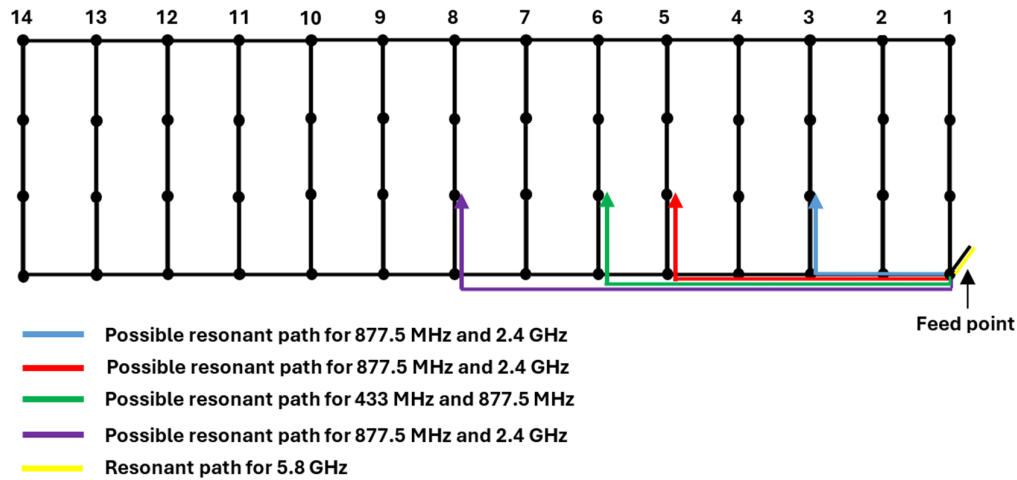 14 13 12 11 10 9 8 7 6 5 4 3 2 1
Feed point
Possible resonant path for 877.5 MHz and 2.4 GHz
Possible resonant path for 877.5 MHz and 2.4 GHz
Possible resonant path for 433 MHz and 877.5 MHz
Possible resonant path for 877.5 MHz and 2.4 GHz
Resonant path for 5.8 GHz